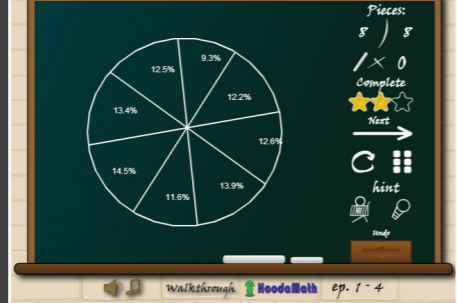 Pieces:
8 ) 8
/ × 0
Complete
Next
hint
undo
9.3%
12.5%
12.2%
13.4%
12.6%
14.5%
13.9%
11.6%
Walkthrough HoodaMath ep. 1 - 4